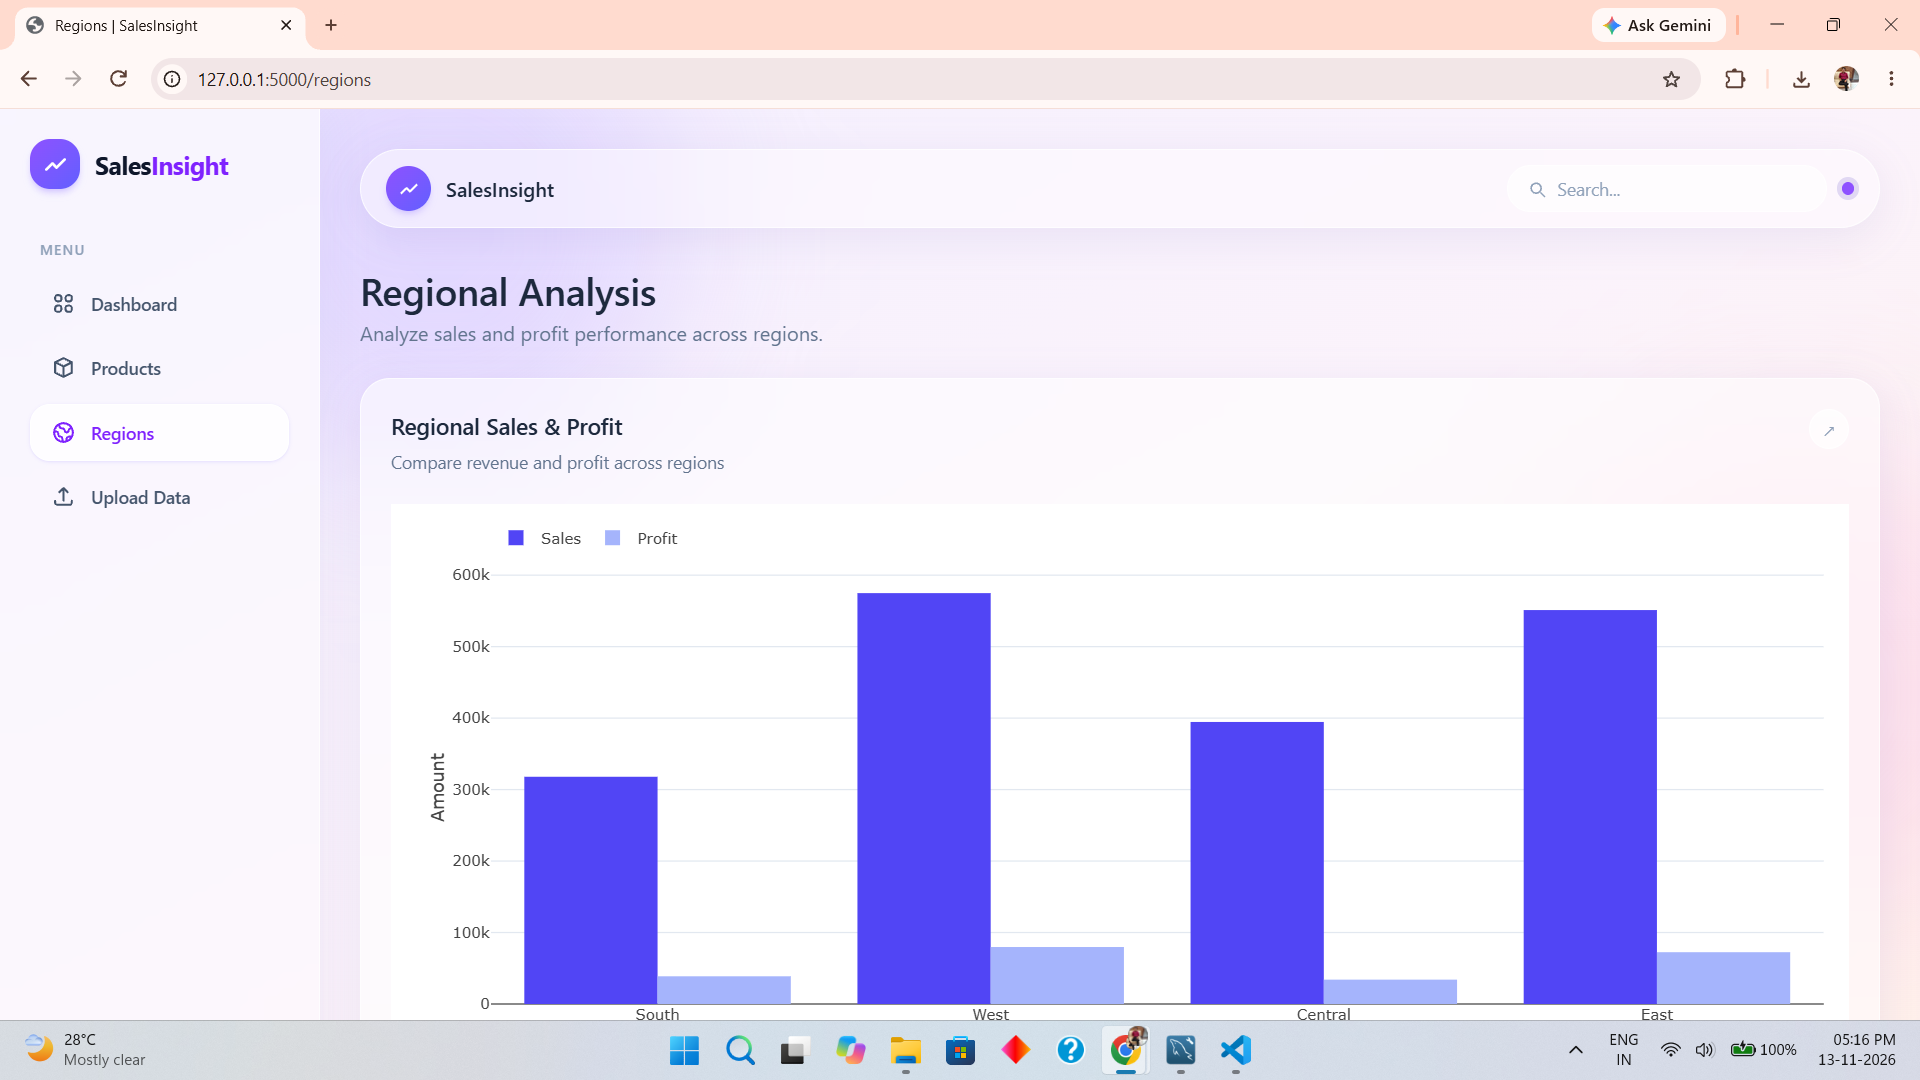 Regions | SalesInsight
Ask Gemini
127.0.0.1:5000/regions
SalesInsight
MENU
Dashboard
Products
Regions
Upload Data
SalesInsight
Search...
Regional Analysis
Analyze sales and profit performance across regions.
Regional Sales & Profit
Compare revenue and profit across regions
Sales
Profit
600k
500k
400k
300k
200k
100k
0
Amount
South
West
Central
East
28°C
Mostly clear
ENG
IN
100%
05:16 PM
13-11-2026